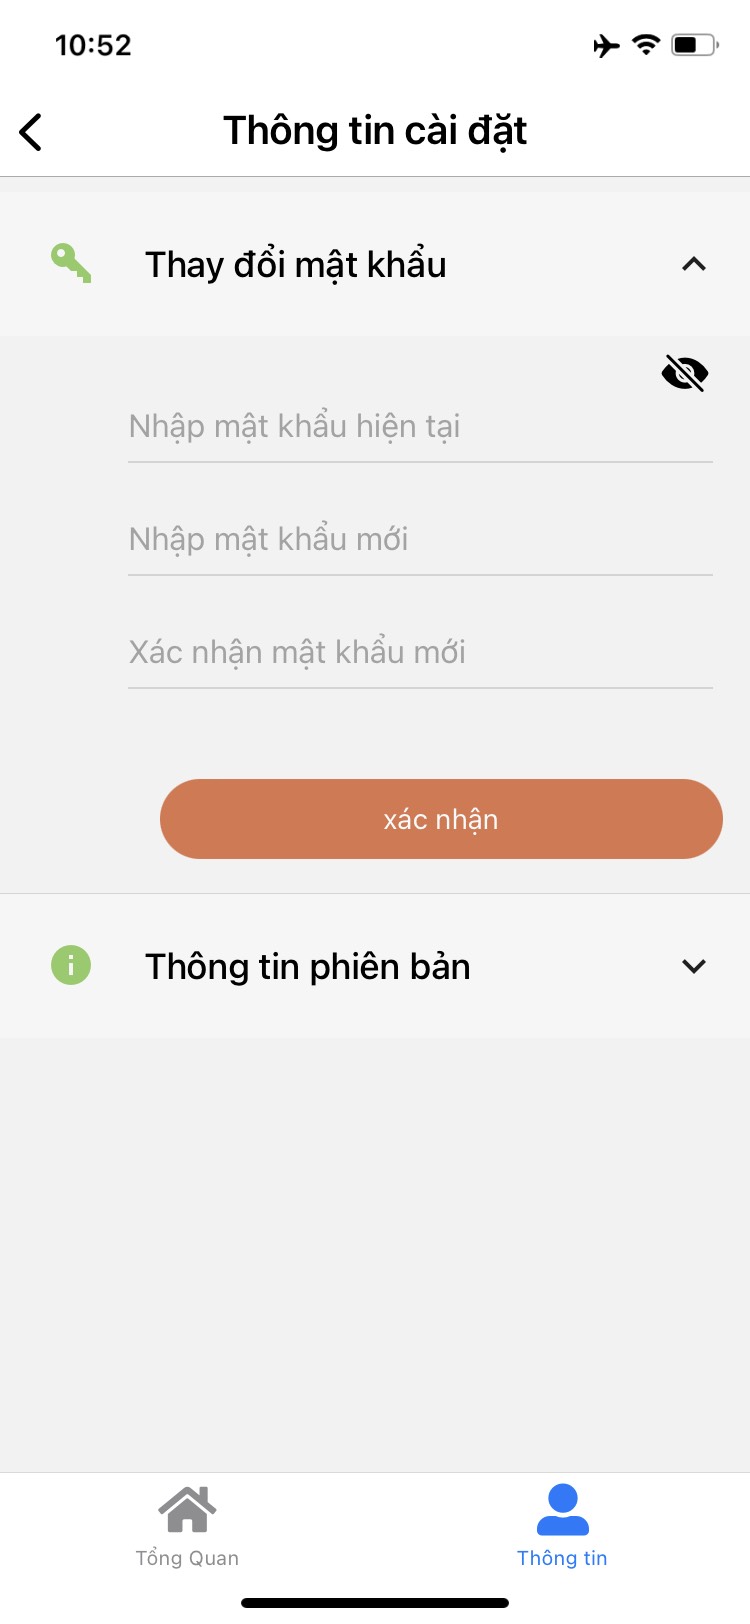 10:52
Thông tin cài đặt
Thay đổi mật khẩu
Nhập mật khẩu hiện tại
Nhập mật khẩu mới
Xác nhận mật khẩu mới
xác nhận
Thông tin phiên bản
Tổng Quan
Thông tin